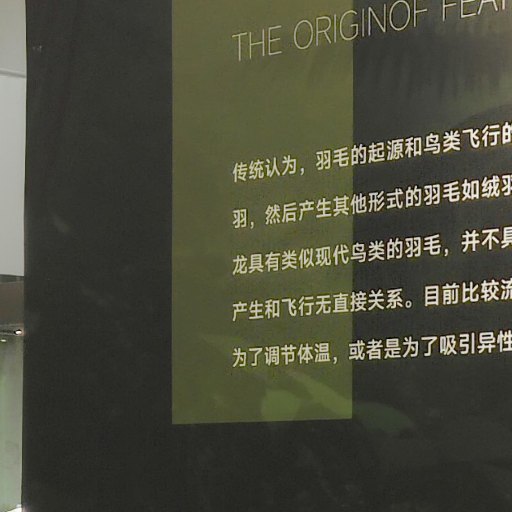 THE ORIGINOF FEA
传统认为，羽毛的起源和鸟类飞行的
羽，然后产生其他形式的羽毛如绒羽
龙具有类似现代鸟类的羽毛，并不具
产生和飞行无直接关系。目前比较流
为了调节体温，或者是为了吸引异性